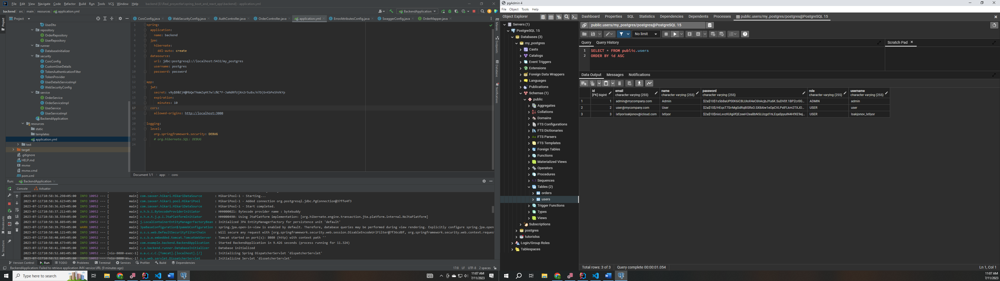 File Edit View Navigate Code Refactor Build Run Tools VCS Window Help backend [E:\Real_proyectlar\spring_boot_and_react_app\backend] - application.yml
backend src main resources application.yml BackendApplication
Project CorsConfig.java WebSecurityConfig.java AuthController.java OrderController.java application.yml ErrorAttributesConfig.java SwaggerConfig.java OrderMapper.java
Project
UserDto
repository
OrderRepository
UserRepository
runner
DatabaseInitializer
security
CorsConfig
CustomUserDetails
TokenAuthenticationFilter
TokenProvider
UserDetailsServiceImpl
WebSecurityConfig
service
OrderService
OrderServiceImpl
UserService
UserServiceImpl
BackendApplication
resources
static
templates
application.yml
test
target
.gitignore
HELP.md
mvnw
mvnw.cmd
pom.xml
1 spring:
2 application:
3 name: backend
4 jpa:
5 hibernate:
6 ddl-auto: create
7 datasource:
8 url: jdbc:postgresql://localhost:5432/my_postgres
9 username: postgres
10 password: password
11
12 app:
13 jwt:
14 secret: v9y$B&E)H@MbQeThWmZq4t7w!z%C*F-JaNdRfUjXn2r5u8x/A?D(G+KbPeShVkYp
15 expiration:
16 minutes: 10
17 cors:
18 allowed-origins: http://localhost:3000
19
20 logging:
21 level:
22 org.springframework.security: DEBUG
23 # org.hibernate.SQL: DEBUG
24
Document 1/1 app: cors:
Maven
Endpoints
Database
Notifications
Run: BackendApplication
Console Actuator
2023-07-11T10:58:36.298+05:00 INFO 10052 --- [ main] com.zaxxer.hikari.HikariDataSource : HikariPool-1 - Starting...
2023-07-11T10:58:36.623+05:00 INFO 10052 --- [ main] com.zaxxer.hikari.pool.HikariPool : HikariPool-1 - Added connection org.postgresql.jdbc.PgConnection@37ffe4f3
2023-07-11T10:58:36.625+05:00 INFO 10052 --- [ main] com.zaxxer.hikari.HikariDataSource : HikariPool-1 - Start completed.
2023-07-11T10:58:37.211+05:00 INFO 10052 --- [ main] o.h.b.i.BytecodeProviderInitiator : HHH000021: Bytecode provider name : bytebuddy
2023-07-11T10:58:38.559+05:00 INFO 10052 --- [ main] o.h.e.t.j.p.i.JtaPlatformInitiator : HHH000490: Using JtaPlatform implementation: [org.hibernate.engine.transaction.jta.platform.internal.NoJtaPlatform]
2023-07-11T10:58:38.885+05:00 INFO 10052 --- [ main] j.LocalContainerEntityManagerFactoryBean : Initialized JPA EntityManagerFactory for persistence unit 'default'
2023-07-11T10:58:39.755+05:00 WARN 10052 --- [ main] JpaBaseConfiguration$JpaWebConfiguration : spring.jpa.open-in-view is enabled by default. Therefore, database queries may be performed during view rendering. Explicitly configure spring.jpa.open
2023-07-11T10:58:40.121+05:00 INFO 10052 --- [ main] o.s.s.web.DefaultSecurityFilterChain : Will secure any request with [org.springframework.security.web.session.DisableEncodeUrlFilter@7f36cd8f, org.springframework.security.web.context.request
2023-07-11T10:58:40.645+05:00 INFO 10052 --- [ main] o.s.b.w.embedded.tomcat.TomcatWebServer : Tomcat started on port(s): 8080 (http) with context path ''
2023-07-11T10:58:40.673+05:00 INFO 10052 --- [ main] com.example.backend.BackendApplication : Started BackendApplication in 9.426 seconds (process running for 11.324)
2023-07-11T10:58:41.190+05:00 INFO 10052 --- [ main] c.e.backend.runner.DatabaseInitializer : Database initialized
2023-07-11T10:58:52.601+05:00 INFO 10052 --- [nio-8080-exec-1] o.a.c.c.C.[Tomcat].[localhost].[/] : Initializing Spring DispatcherServlet 'dispatcherServlet'
2023-07-11T10:58:52.603+05:00 INFO 10052 --- [nio-8080-exec-1] o.s.web.servlet.DispatcherServlet : Initializing Servlet 'dispatcherServlet'
Bookmarks
Structure
Version Control Run TODO Problems Terminal Services Profiler Build Dependencies
BackendApplication: Failed to retrieve application JMX service URL (9 minutes ago) 17:8 LF UTF-8 2 spaces
Type here to search 11:07 AM
7/11/2023
pgAdmin 4
File Object Tools Help
Object Explorer Dashboard Properties SQL Statistics Dependencies Dependents Processes public.users/my_postgres/postgres@PostgreSQL 15
Servers (1)
PostgreSQL 15
Databases (3)
my_postgres
Casts
Catalogs
Event Triggers
Extensions
Foreign Data Wrappers
Languages
Publications
Schemas (1)
public
Aggregates
Collations
Domains
FTS Configurations
FTS Dictionaries
FTS Parsers
FTS Templates
Foreign Tables
Functions
Materialized Views
Operators
Procedures
Sequences
Tables (2)
orders
users
Trigger Functions
Types
Views
Subscriptions
postgres
tutoriolss
Login/Group Roles
Tablespaces
public.users/my_postgres/postgres@PostgreSQL 15
No limit
Query Query History Scratch Pad
1 SELECT * FROM public.users
2 ORDER BY id ASC
Data Output Messages Notifications
id email name password role username
[PK] bigint character varying (255) character varying (255) character varying (255) character varying (255) character varying (255)
1 1 admin@mycompany.com Admin $2a$10$1s5bBaUP00K6iC8LUIoX4eC6hAcjbJYu6K.SuDV0f.1BPZcr0G... ADMIN admin
2 2 user@mycompany.com User $2a$10$/HEqsT7SrrMgGdRq8ISRxO.5X8AIw1eOpCVLPstFLkm2TXJO... USER user
3 3 ixtiyorisakjonov@icloud.com Ixtiyor $2a$10$nixLxvzKUIgiifQEzeeH2eaBbN5LUzgd1hLEqaSpyuIN4HfXE9ej... USER Isakjonov_Ixtiyor
Total rows: 3 of 3 Query complete 00:00:01.054 Ln 1, Col 1
11:07 AM
7/11/2023